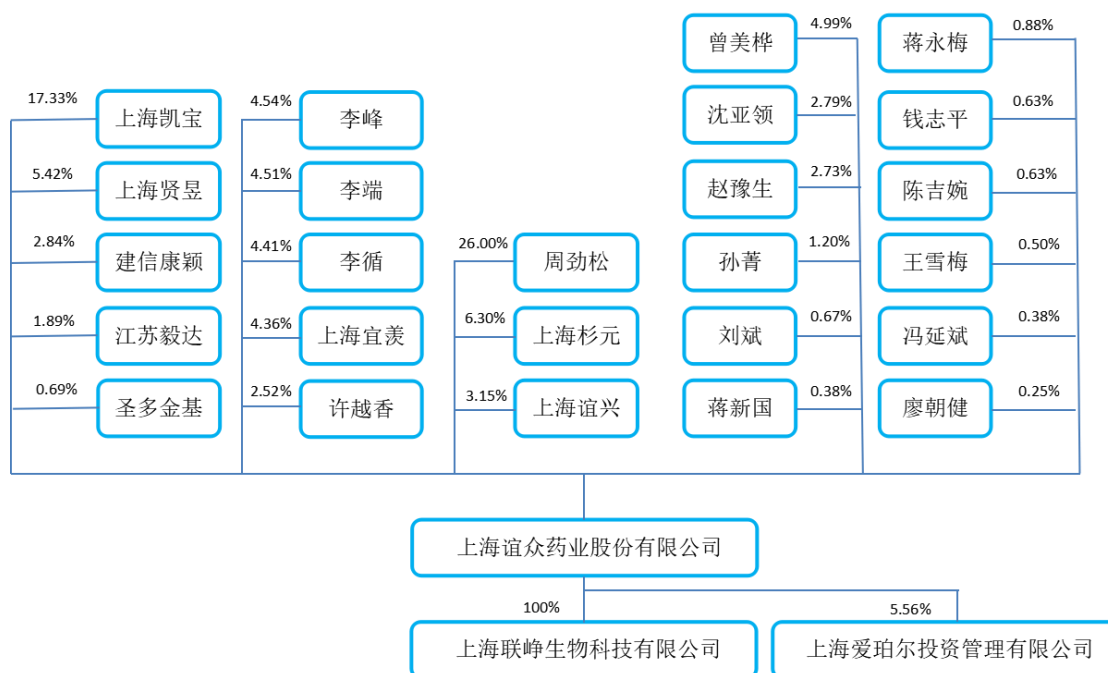 17.33%
上海凯宝
5.42%
上海贤昱
2.84%
建信康颖
1.89%
江苏毅达
0.69%
圣多金基
4.54%
李峰
4.51%
李端
4.41%
李循
4.36%
上海宜羡
2.52%
许越香
26.00%
周劲松
6.30%
上海杉元
3.15%
上海谊兴
曾美桦
4.99%
沈亚领
2.79%
赵豫生
2.73%
孙菁
1.20%
刘斌
0.67%
蒋新国
0.38%
蒋永梅
0.88%
钱志平
0.63%
陈吉婉
0.63%
王雪梅
0.50%
冯延斌
0.38%
廖朝健
0.25%
上海谊众药业股份有限公司
100%
上海联峥生物科技有限公司
5.56%
上海爱珀尔投资管理有限公司